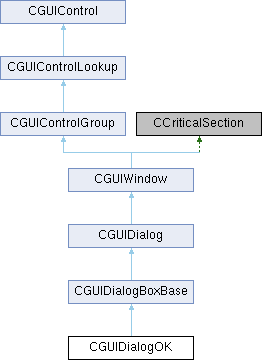 CGUIControl
CGUIControlLookup
CGUIControlGroup
CCriticalSection
CGUIWindow
CGUIDialog
CGUIDialogBoxBase
CGUIDialogOK